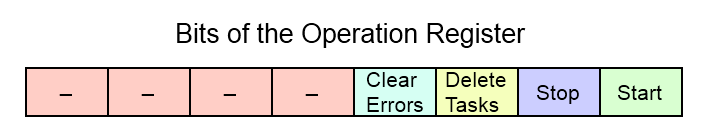 Bits of the Operation Register
– – – – Clear Errors Delete Tasks Stop Start